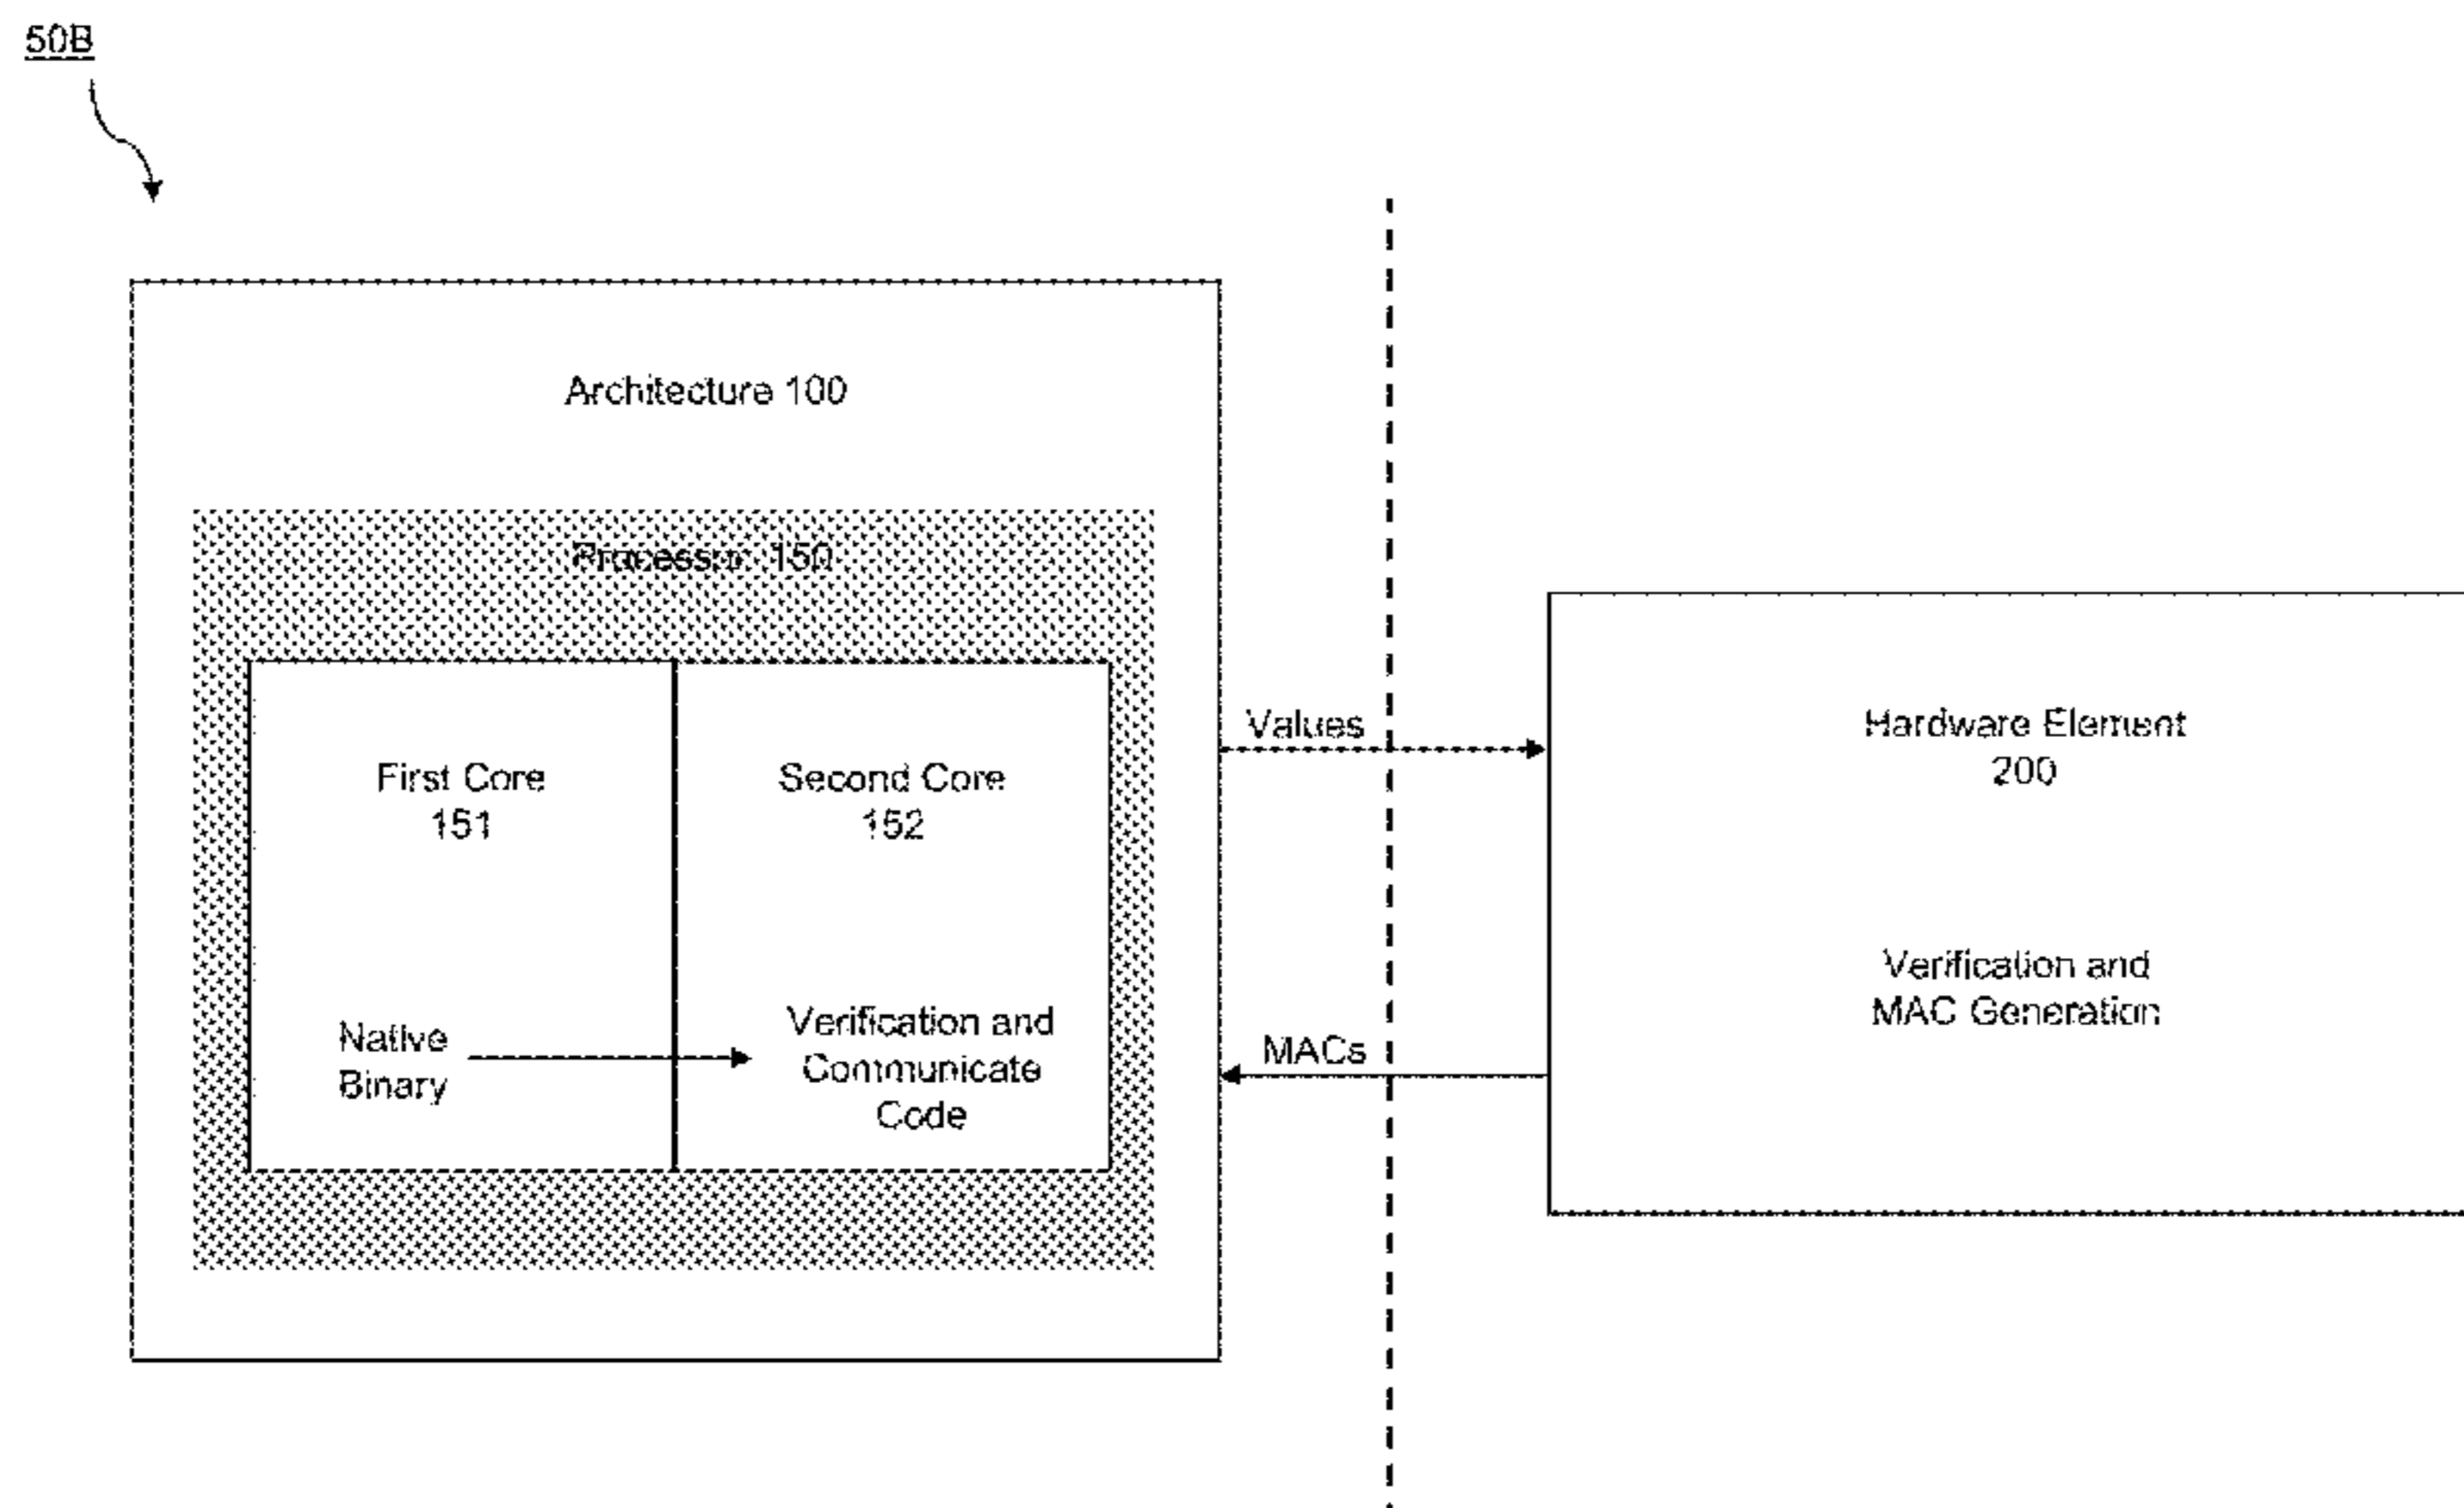 50B
Architecture 100
Processor 150
First Core
151
Second Core
152
Native
Binary
Verification and
Communicate
Code
Values
MACs
Hardware Element
200
Verification and
MAC Generation